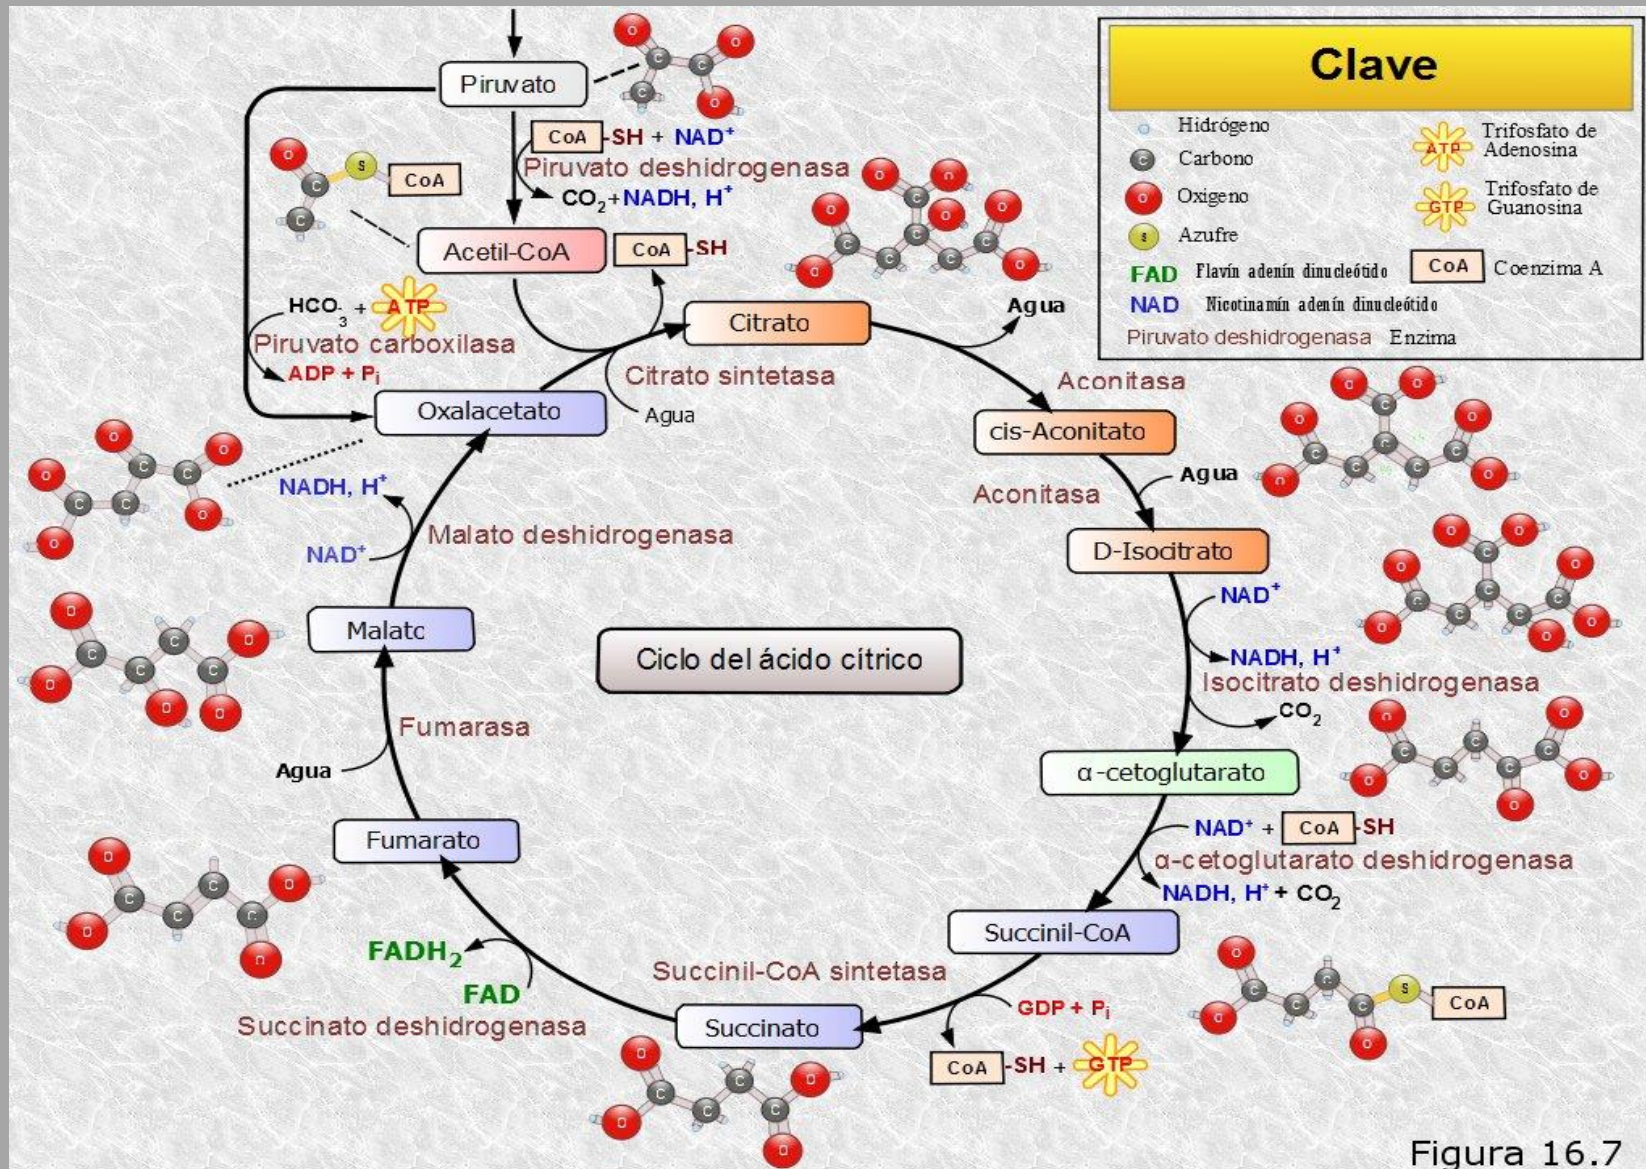 Piruvato
CoA-SH + NAD⁺
Piruvato deshidrogenasa
CO₂+NADH, H⁺
S CoA
Acetil-CoA
CoA-SH
HCO₃⁻ + ATP
Piruvato carboxilasa
ADP + Pᵢ
Oxalacetato
Citrato sintetasa
Agua
Citrato
Agua
Aconitasa
cis-Aconitato
Agua
Aconitasa
D-Isocitrato
NAD⁺
NADH, H⁺
Isocitrato deshidrogenasa
CO₂
α-cetoglutarato
NAD⁺ + CoA-SH
α-cetoglutarato deshidrogenasa
NADH, H⁺ + CO₂
Succinil-CoA
S CoA
Succinil-CoA sintetasa
GDP + Pᵢ
CoA-SH + GTP
Succinato
FADH₂
FAD
Succinato deshidrogenasa
Fumarato
Agua
Fumarasa
Malato
NAD⁺
Malato deshidrogenasa
NADH, H⁺
Ciclo del ácido cítrico
Clave
Hidrógeno
C Carbono
O Oxigeno
S Azufre
FAD Flavín adenín dinucleótido
NAD Nicotinamín adenín dinucleótido
Piruvato deshidrogenasa Enzima
ATP Trifosfato de
Adenosina
GTP Trifosfato de
Guanosina
CoA Coenzima A
Figura 16.7